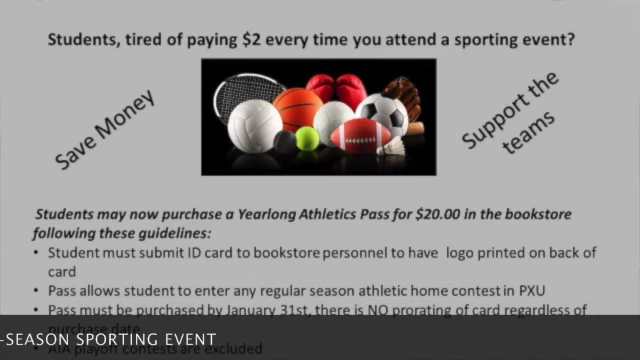 Students, tired of paying $2 every time you attend a sporting event?
Save Money
Support the
teams
Students may now purchase a Yearlong Athletics Pass for $20.00 in the bookstore
following these guidelines:
• Student must submit ID card to bookstore personnel to have logo printed on back of
card
• Pass allows student to enter any regular season athletic home contest in PXU
• Pass must be purchased by January 31st, there is NO prorating of card regardless of
purchase date
• AIA playoff contests are excluded
-SEASON SPORTING EVENT